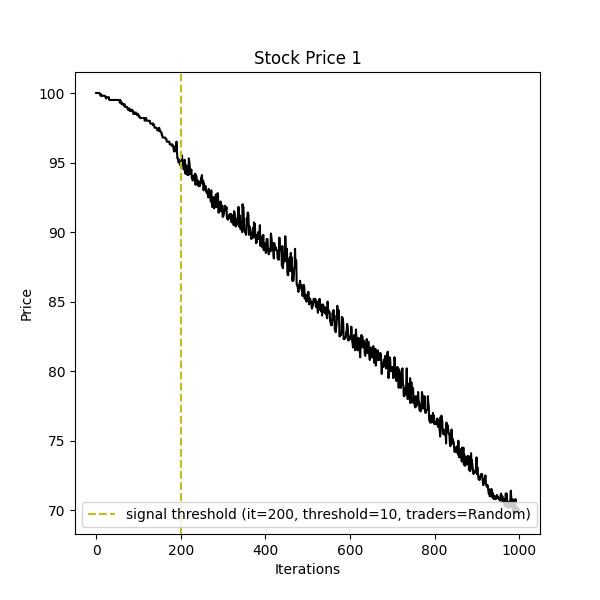 Stock Price 1
100
95
90
85
80
75
70
Price
signal threshold (it=200, threshold=10, traders=Random)
0 200 400 600 800 1000
Iterations